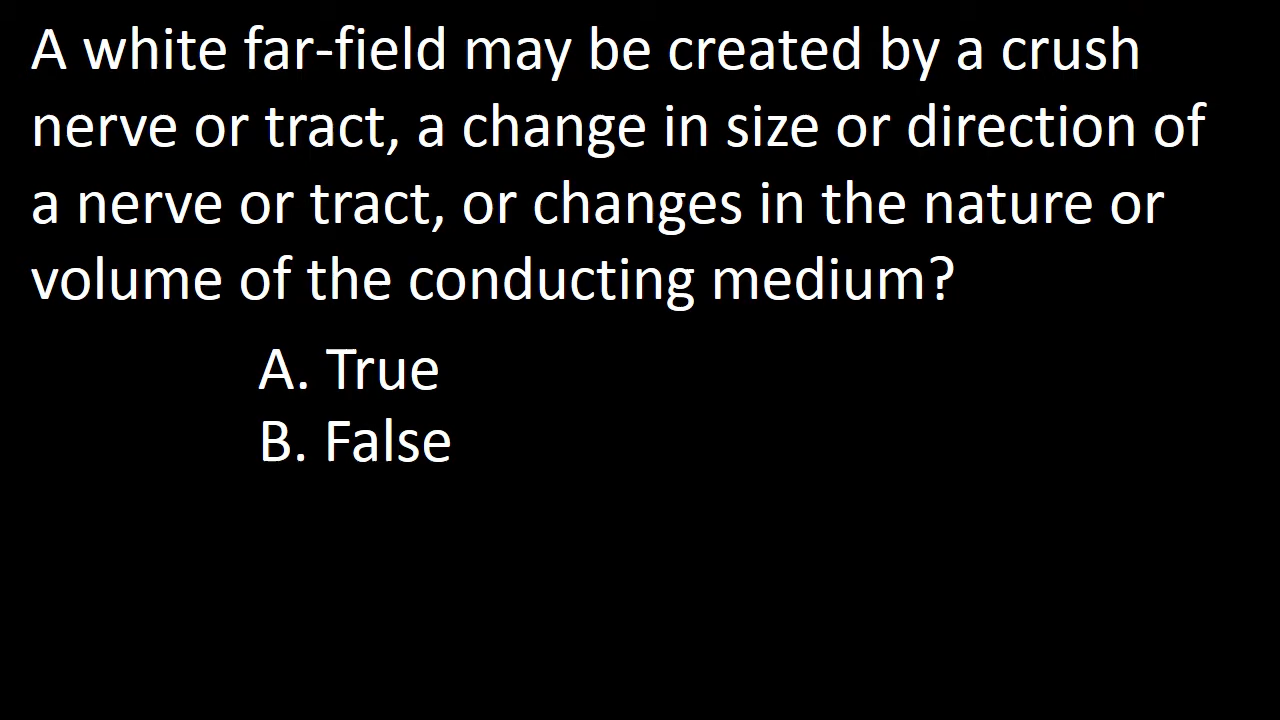 A white far-field may be created by a crush
nerve or tract, a change in size or direction of
a nerve or tract, or changes in the nature or
volume of the conducting medium?
A. True
B. False